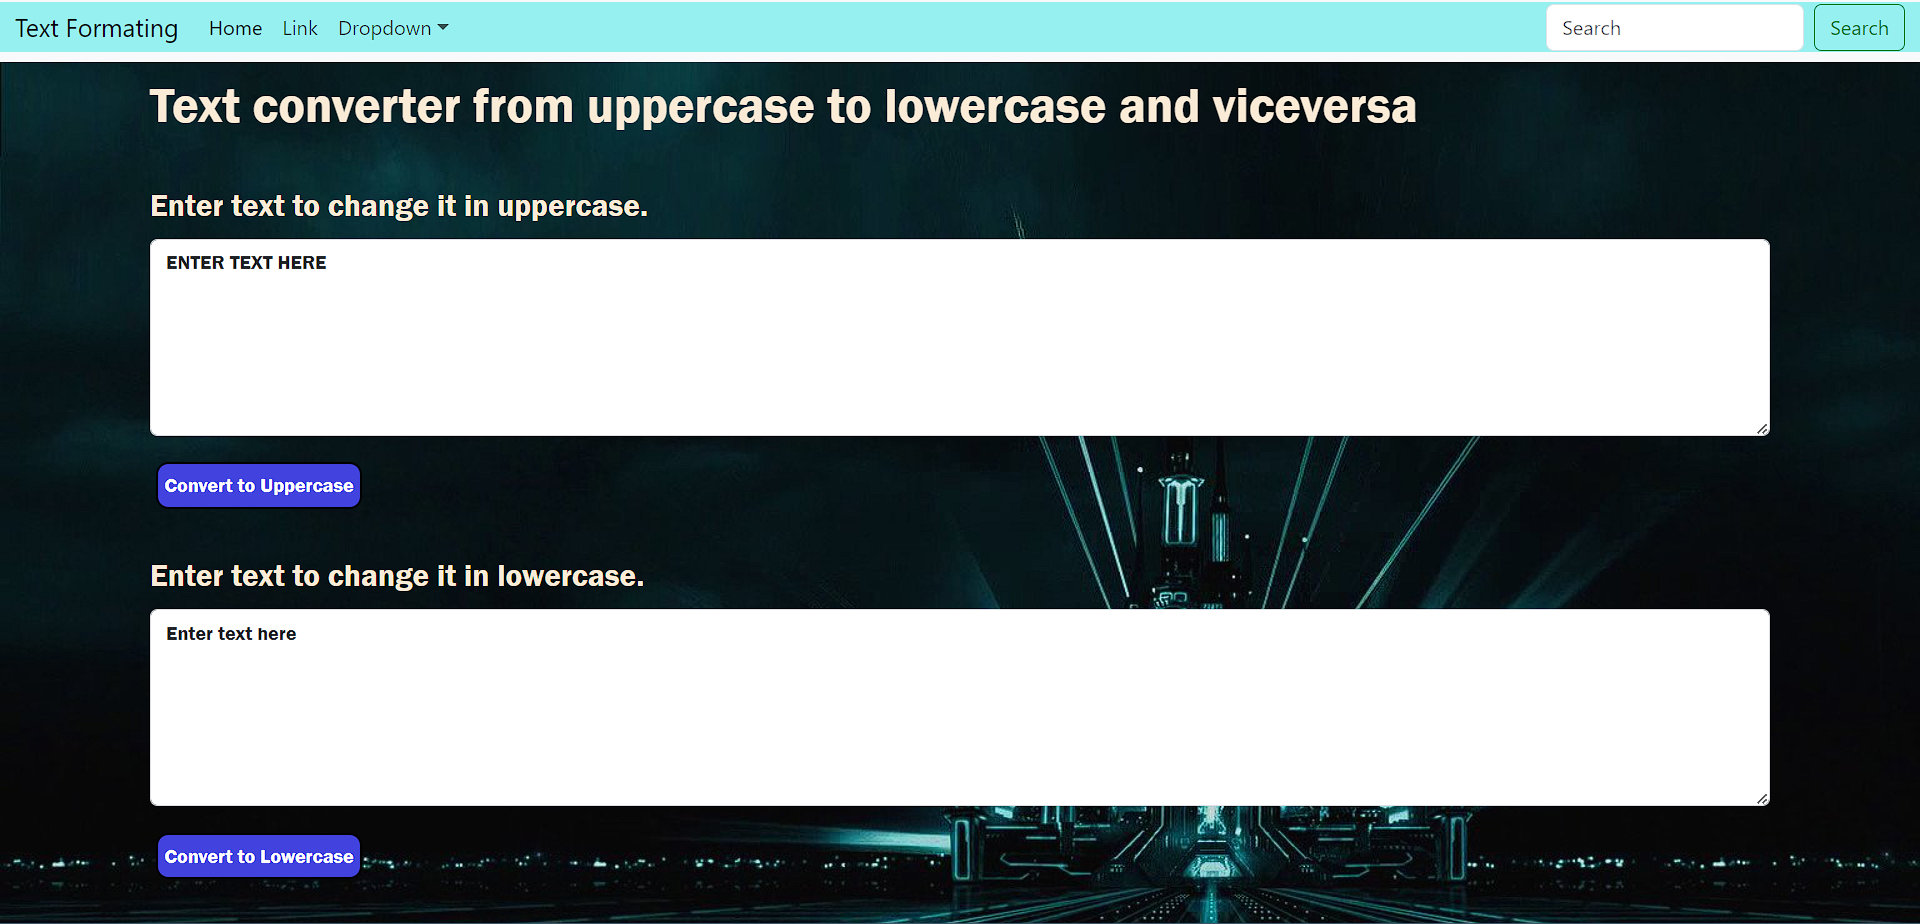 Text Formating Home Link Dropdown Search Search
Text converter from uppercase to lowercase and viceversa
Enter text to change it in uppercase.
ENTER TEXT HERE
Convert to Uppercase
Enter text to change it in lowercase.
Enter text here
Convert to Lowercase